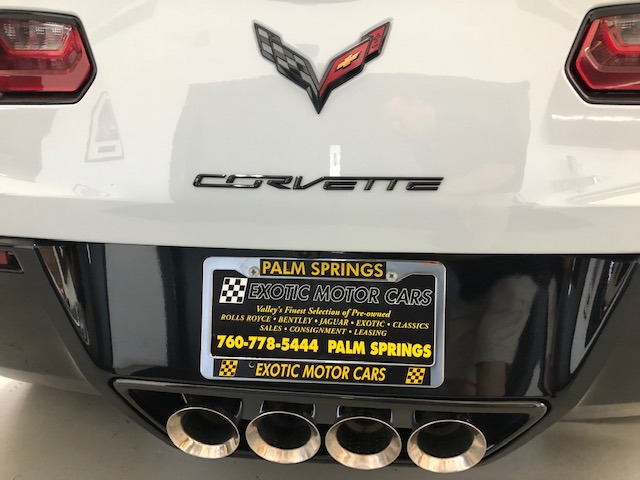 CORVETTE
PALM SPRINGS
EXOTIC MOTOR CARS
Valley's Finest Selection of Pre-owned
ROLLS ROYCE • BENTLEY • JAGUAR • EXOTIC • CLASSICS
SALES • CONSIGNMENT • LEASING
760-778-5444 PALM SPRINGS
EXOTIC MOTOR CARS